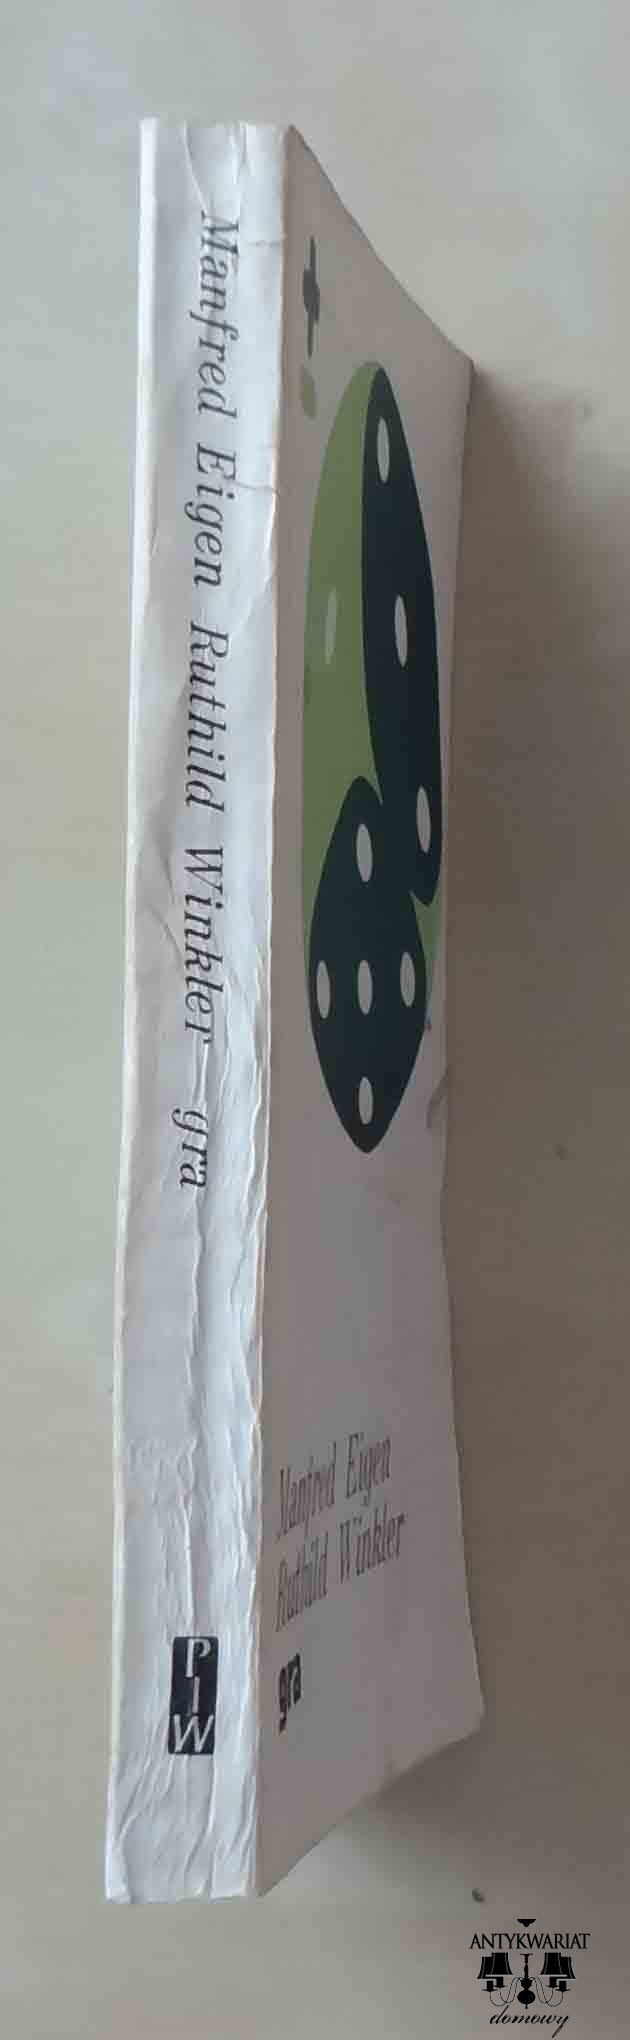 Manfred Eigen Ruthild Winkler – gra
PIW
Manfred Eigen
Ruthild Winkler
gra
ANTYKWARIAT
domowy